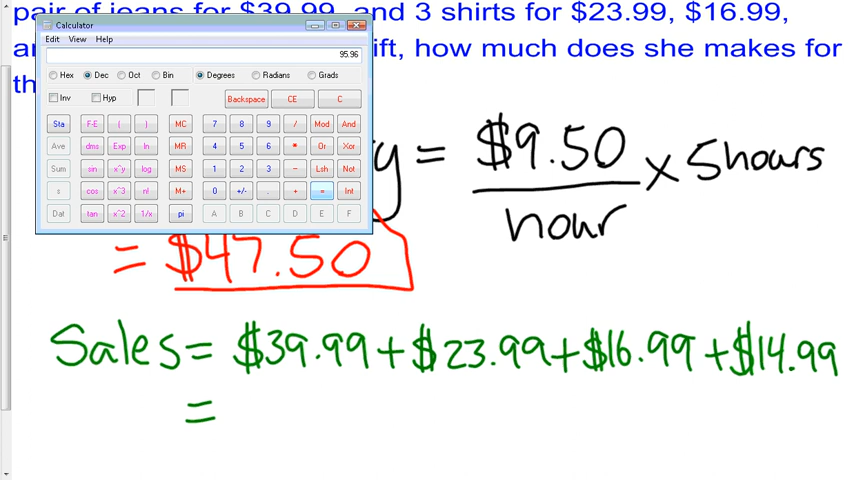 pair of jeans for $39.99, and 3 shirts for $23.99, $16.99,
Calculator
Edit View Help
ift, how much does she makes for
95.96
th
Hex Dec Oct Bin Degrees Radians Grads
Inv Hyp Backspace CE C
Sta F-E ( ) MC 7 8 9 / Mod And
Ave dms Exp ln MR 4 5 6 * Or Xor
Sum sin x^y log MS 1 2 3 - Lsh Not
s cos x^3 n! M+ 0 +/- . + = Int
Dat tan x^2 1/x pi A B C D E F
y = $9.50 x 5 hours
hour
= $47.50
Sales = $39.99 + $23.99 + $16.99 + $14.99
=